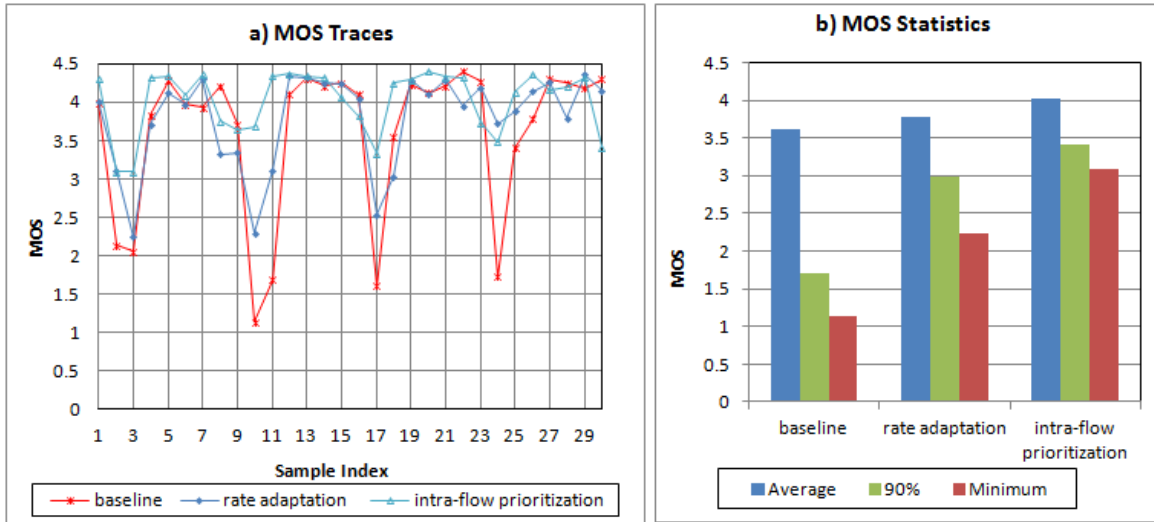 a) MOS Traces
4.5
4
3.5
3
2.5
2
1.5
1
0.5
0
MOS
1 3 5 7 9 11 13 15 17 19 21 23 25 27 29
Sample Index
baseline rate adaptation intra-flow prioritization
b) MOS Statistics
4.5
4
3.5
3
2.5
2
1.5
1
0.5
0
MOS
baseline rate adaptation intra-flow
prioritization
Average 90% Minimum